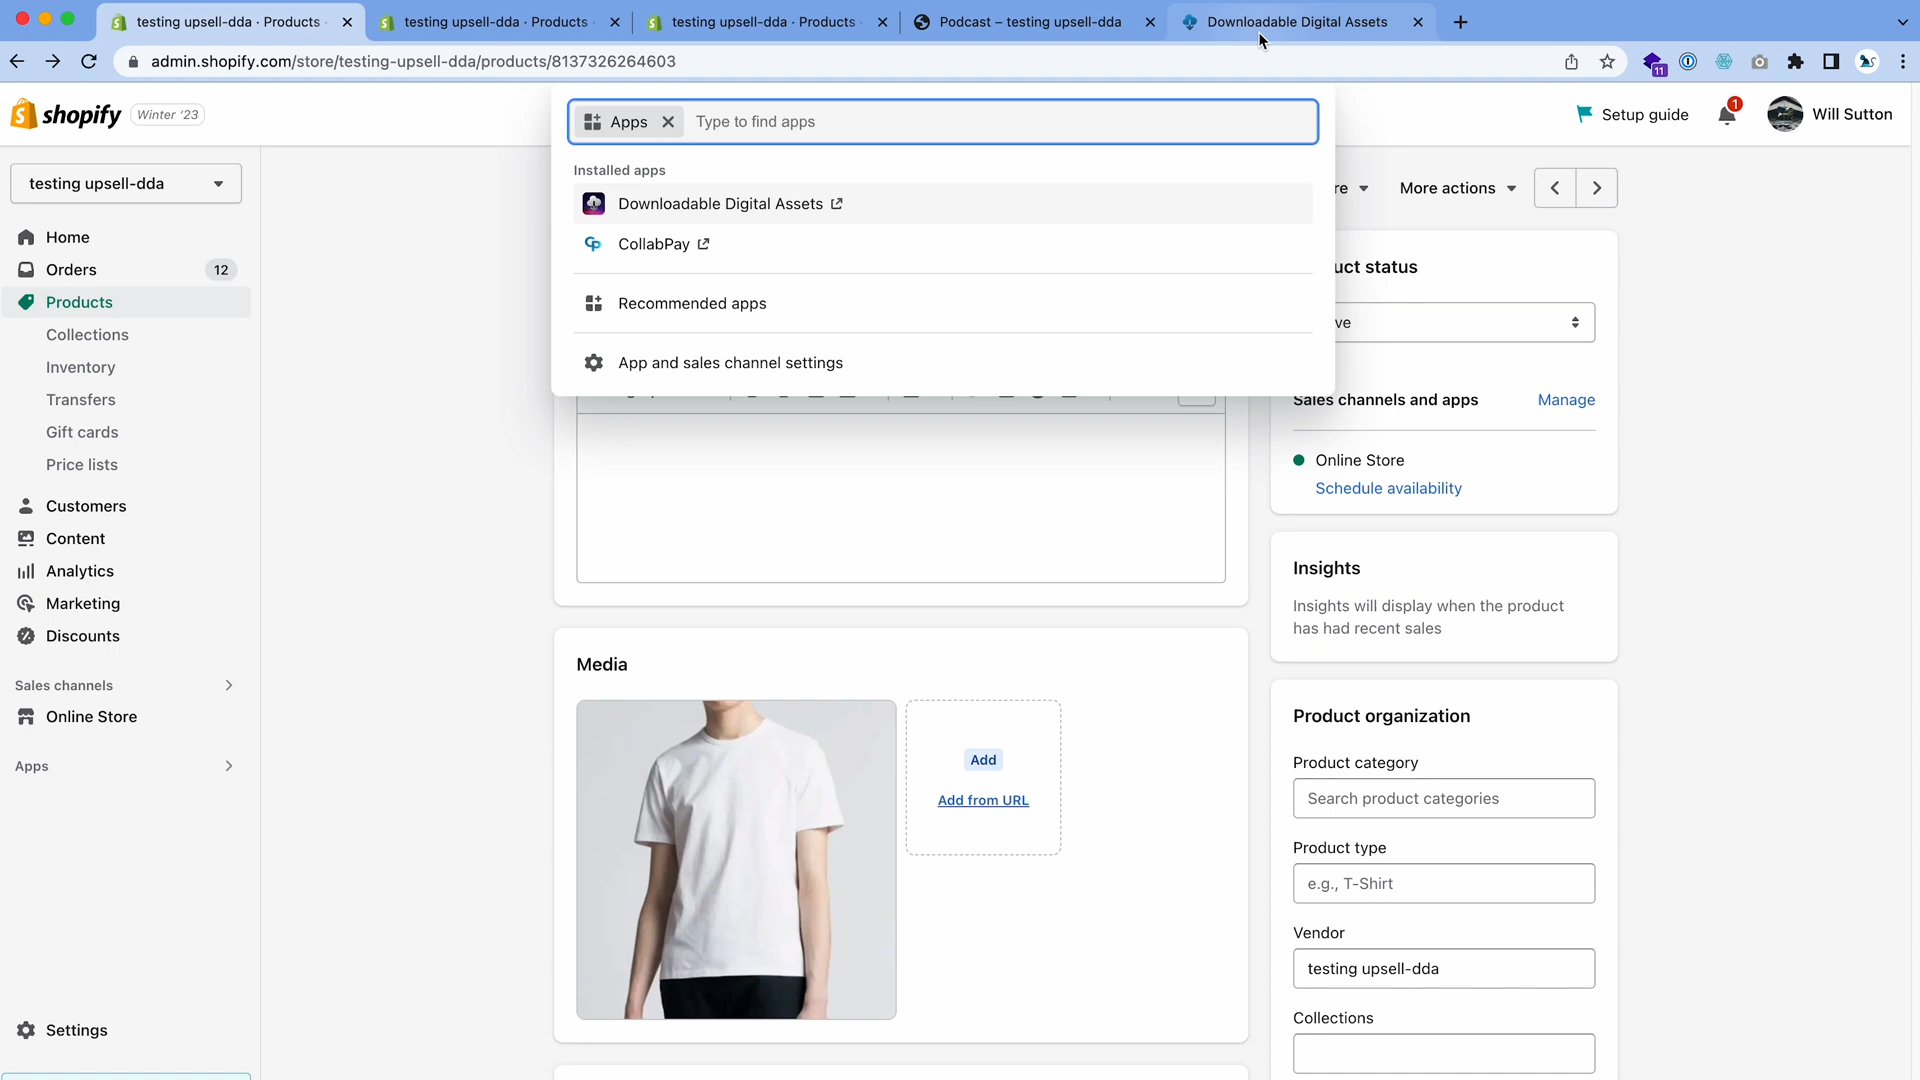 testing upsell-dda · Products
testing upsell-dda · Products
testing upsell-dda · Products
Podcast – testing upsell-dda
Downloadable Digital Assets
admin.shopify.com/store/testing-upsell-dda/products/8137326264603
11
shopify
Winter '23
Apps
Type to find apps
Setup guide
1
Will Sutton
testing upsell-dda
Home
Orders
12
Products
Collections
Inventory
Transfers
Gift cards
Price lists
Customers
Content
Analytics
Marketing
Discounts
Sales channels
Online Store
Apps
Settings
Installed apps
Downloadable Digital Assets
CollabPay
Recommended apps
App and sales channel settings
re
More actions
uct status
ve
Sales channels and apps
Manage
Online Store
Schedule availability
Insights
Insights will display when the product
has had recent sales
Media
Add
Add from URL
Product organization
Product category
Search product categories
Product type
e.g., T-Shirt
Vendor
testing upsell-dda
Collections